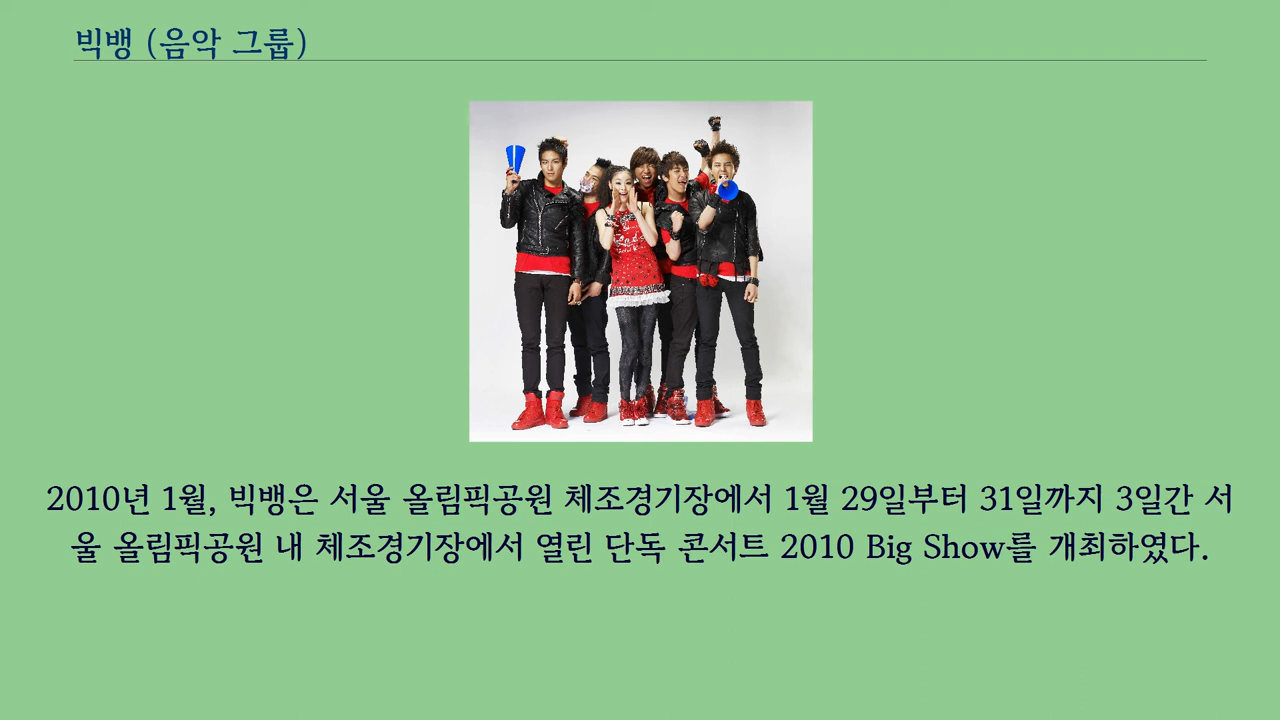 빅뱅 (음악 그룹)
2010년 1월, 빅뱅은 서울 올림픽공원 체조경기장에서 1월 29일부터 31일까지 3일간 서
울 올림픽공원 내 체조경기장에서 열린 단독 콘서트 2010 Big Show를 개최하였다.